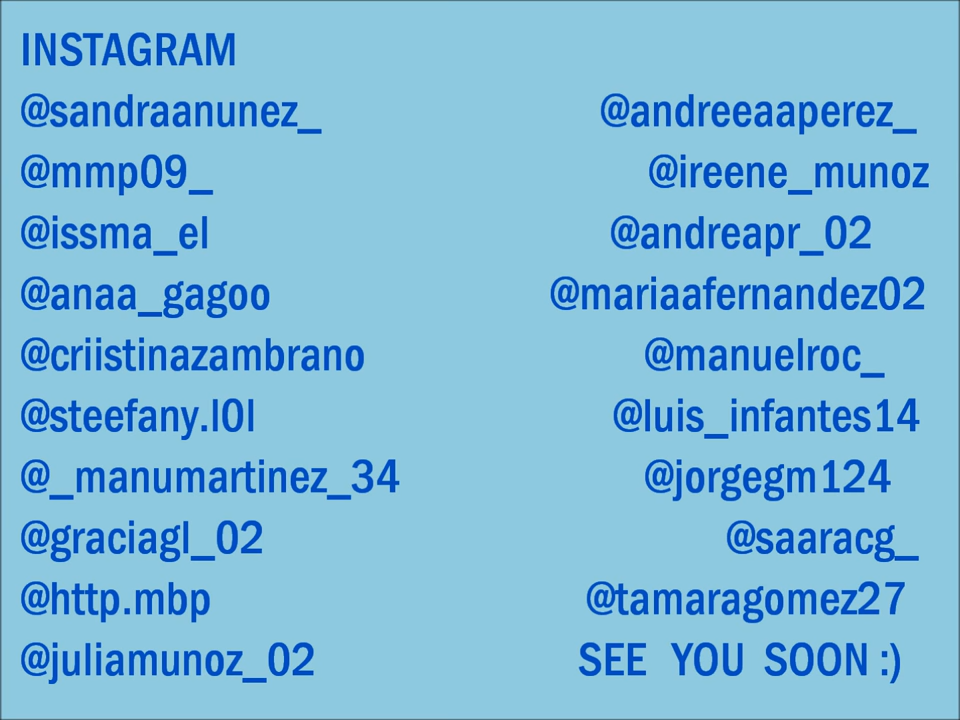 INSTAGRAM
@sandraanunez_ @andreeaaperez_
@mmp09_ @ireene_munoz
@issma_el @andreapr_02
@anaa_gagoo @mariaafernandez02
@criistinazambrano @manuelroc_
@steefany.l0l @luis_infantes14
@_manumartinez_34 @jorgegm124
@graciagl_02 @saaracg_
@http.mbp @tamaragomez27
@juliamunoz_02 SEE YOU SOON :)